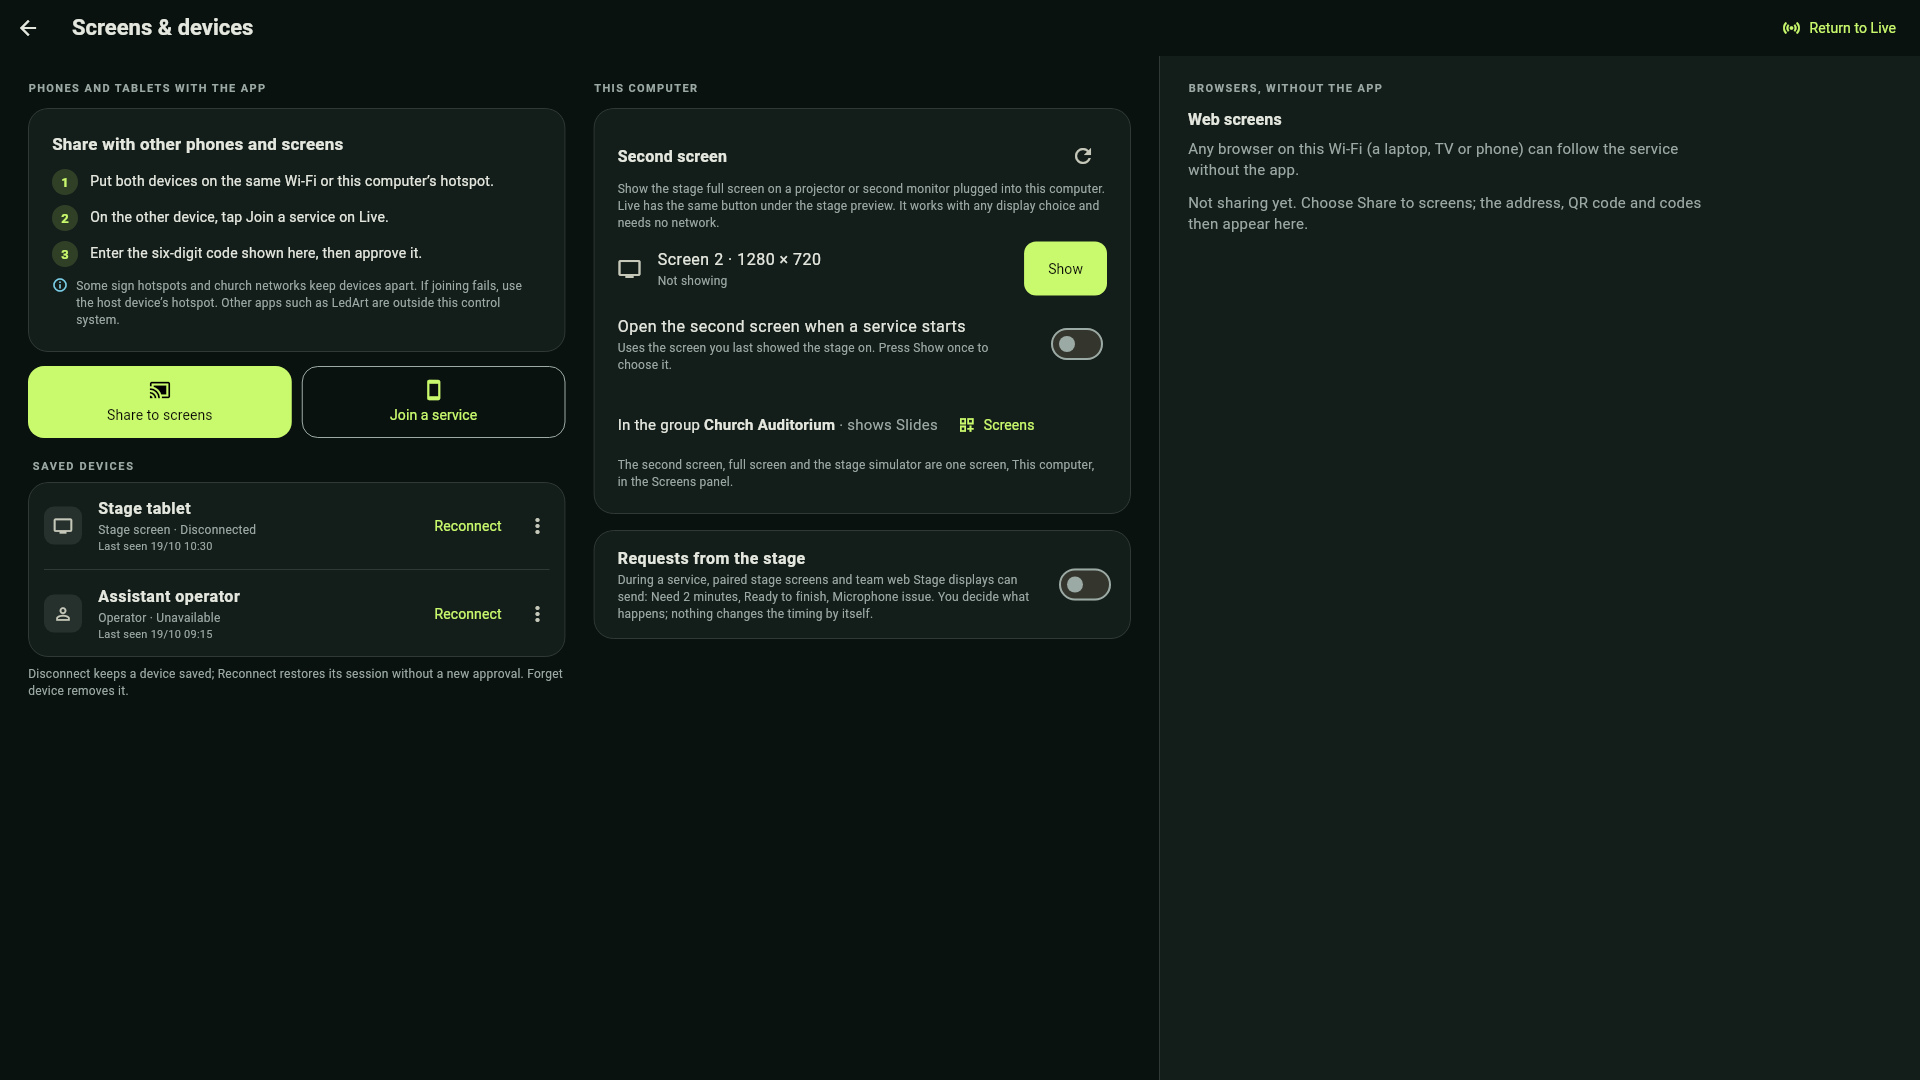 Screens & devices
Return to Live
PHONES AND TABLETS WITH THE APP
Share with other phones and screens
1 Put both devices on the same Wi-Fi or this computer’s hotspot.
2 On the other device, tap Join a service on Live.
3 Enter the six-digit code shown here, then approve it.
Some sign hotspots and church networks keep devices apart. If joining fails, use
the host device’s hotspot. Other apps such as LedArt are outside this control
system.
Share to screens
Join a service
SAVED DEVICES
Stage tablet
Stage screen · Disconnected
Last seen 19/10 10:30
Reconnect
Assistant operator
Operator · Unavailable
Last seen 19/10 09:15
Reconnect
Disconnect keeps a device saved; Reconnect restores its session without a new approval. Forget
device removes it.
THIS COMPUTER
Second screen
Show the stage full screen on a projector or second monitor plugged into this computer.
Live has the same button under the stage preview. It works with any display choice and
needs no network.
Screen 2 · 1280 × 720
Not showing
Show
Open the second screen when a service starts
Uses the screen you last showed the stage on. Press Show once to
choose it.
In the group Church Auditorium · shows Slides
Screens
The second screen, full screen and the stage simulator are one screen, This computer,
in the Screens panel.
Requests from the stage
During a service, paired stage screens and team web Stage displays can
send: Need 2 minutes, Ready to finish, Microphone issue. You decide what
happens; nothing changes the timing by itself.
BROWSERS, WITHOUT THE APP
Web screens
Any browser on this Wi-Fi (a laptop, TV or phone) can follow the service
without the app.
Not sharing yet. Choose Share to screens; the address, QR code and codes
then appear here.